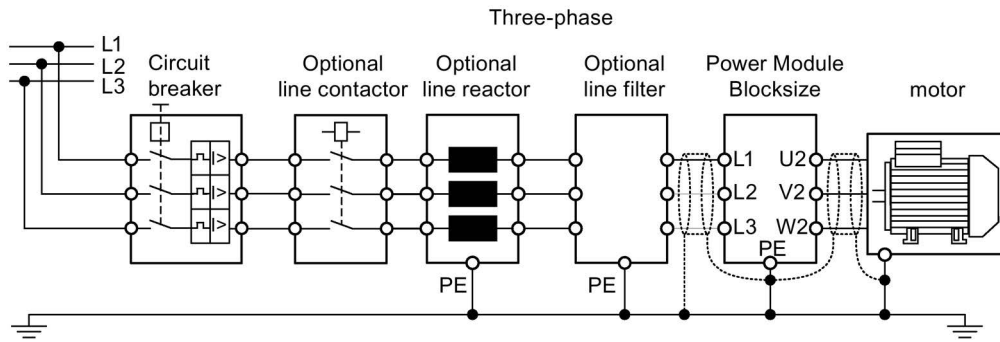 Three-phase
L1
L2
L3
Circuit
breaker
Optional
line contactor
Optional
line reactor
Optional
line filter
Power Module
Blocksize
motor
L1 U2
L2 V2
L3 W2
PE
PE
PE